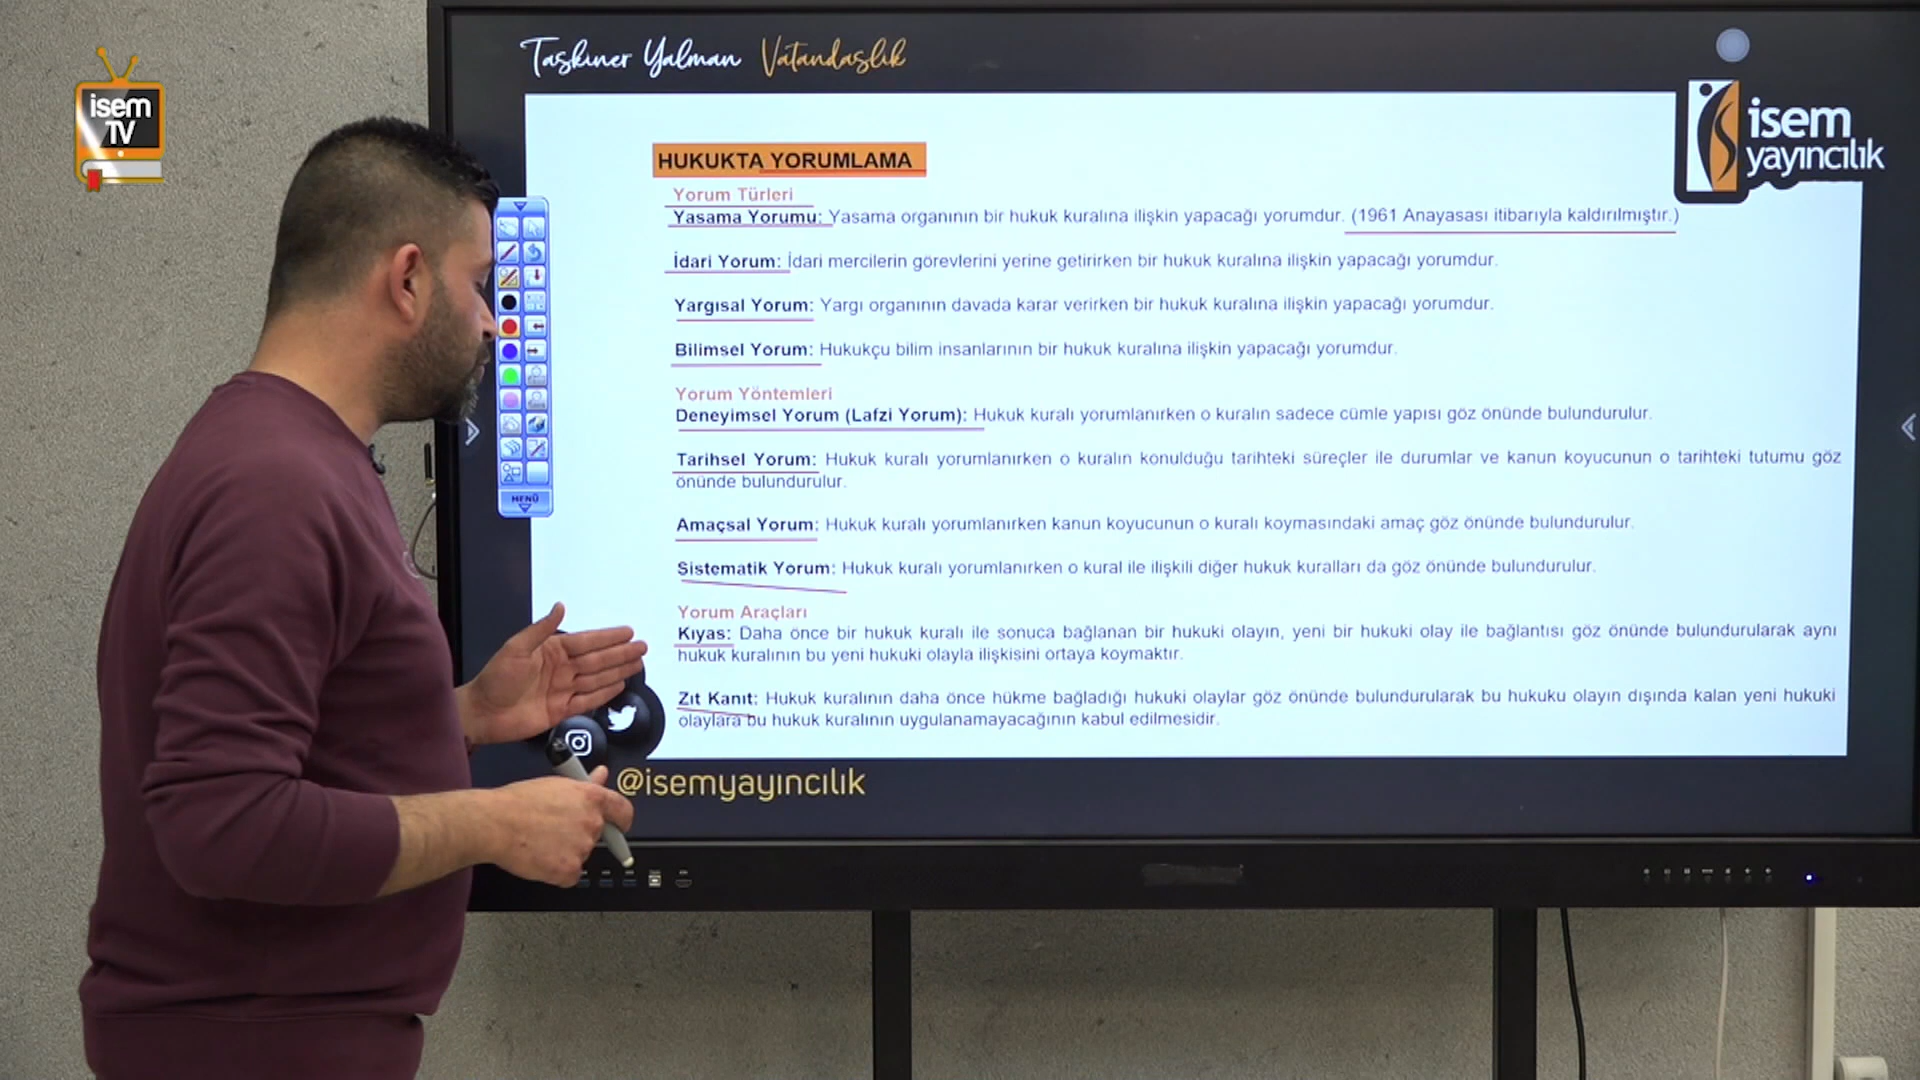 isem
TV
Taskıner Yalman Vatandaslık
isem
yayıncılık
HUKUKTA YORUMLAMA
Yorum Türleri
Yasama Yorumu: Yasama organının bir hukuk kuralına ilişkin yapacağı yorumdur. (1961 Anayasası itibarıyla kaldırılmıştır.)
İdari Yorum: İdari mercilerin görevlerini yerine getirirken bir hukuk kuralına ilişkin yapacağı yorumdur.
Yargısal Yorum: Yargı organının davada karar verirken bir hukuk kuralına ilişkin yapacağı yorumdur.
Bilimsel Yorum: Hukukçu bilim insanlarının bir hukuk kuralına ilişkin yapacağı yorumdur.
Yorum Yöntemleri
Deneyimsel Yorum (Lafzi Yorum): Hukuk kuralı yorumlanırken o kuralın sadece cümle yapısı göz önünde bulundurulur.
Tarihsel Yorum: Hukuk kuralı yorumlanırken o kuralın konulduğu tarihteki süreçler ile durumlar ve kanun koyucunun o tarihteki tutumu göz
önünde bulundurulur.
Amaçsal Yorum: Hukuk kuralı yorumlanırken kanun koyucunun o kuralı koymasındaki amaç göz önünde bulundurulur.
Sistematik Yorum: Hukuk kuralı yorumlanırken o kural ile ilişkili diğer hukuk kuralları da göz önünde bulundurulur.
Yorum Araçları
Kıyas: Daha önce bir hukuk kuralı ile sonuca bağlanan bir hukuki olayın, yeni bir hukuki olay ile bağlantısı göz önünde bulundurularak aynı
hukuk kuralının bu yeni hukuki olayla ilişkisini ortaya koymaktır.
Zıt Kanıt: Hukuk kuralının daha önce hükme bağladığı hukuki olaylar göz önünde bulundurularak bu hukuku olayın dışında kalan yeni hukuki
olaylara bu hukuk kuralının uygulanamayacağının kabul edilmesidir.
MENÜ
@isemyayıncılık